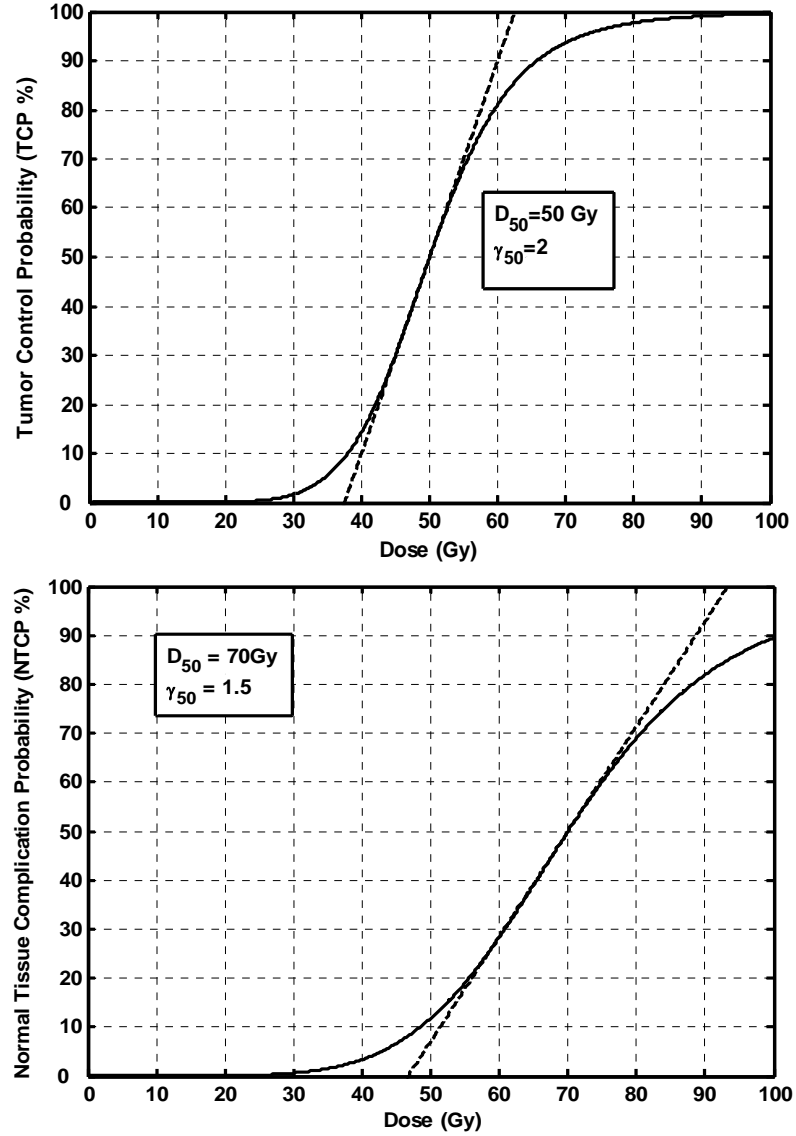 Tumor Control Probability (TCP %)
100
90
80
70
60
50
40
30
20
10
0
D50=50 Gy
γ50=2
0 10 20 30 40 50 60 70 80 90 100
Dose (Gy)
Normal Tissue Complication Probability (NTCP %)
100
90
80
70
60
50
40
30
20
10
0
D50 = 70Gy
γ50 = 1.5
0 10 20 30 40 50 60 70 80 90 100
Dose (Gy)